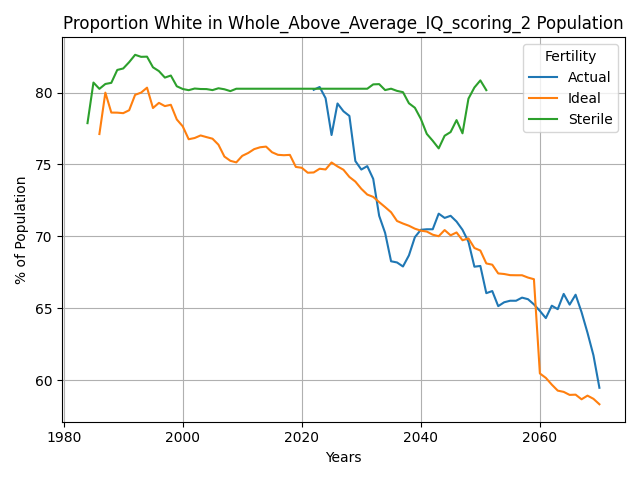 Proportion White in Whole_Above_Average_IQ_scoring_2 Population
Fertility
Actual
Ideal
Sterile
% of Population
80
75
70
65
60
1980
2000
2020
2040
2060
Years